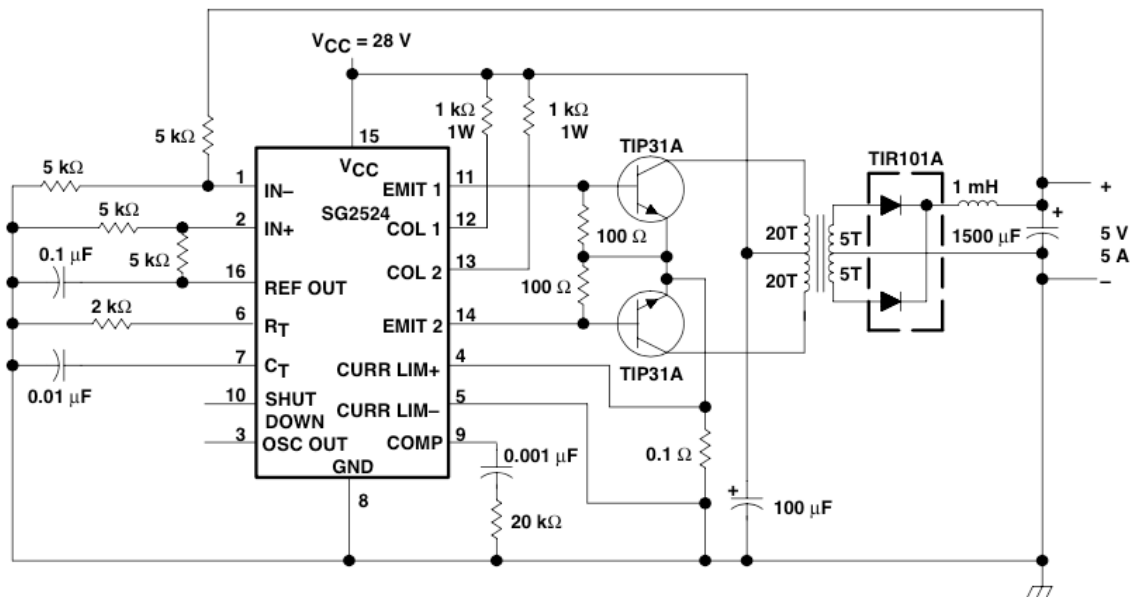 VCC = 28 V
5 kΩ
1 kΩ
1W
1 kΩ
1W
15
VCC
TIP31A
TIR101A
5 kΩ
1
IN–
EMIT 1
11
1 mH
+
SG2524
5 kΩ
2
IN+
COL 1
12
100 Ω
20T
5T
1500 µF
+
5 V
5 A
0.1 µF
5 kΩ
16
REF OUT
COL 2
13
100 Ω
20T
5T
–
2 kΩ
6
RT
EMIT 2
14
0.01 µF
7
CT
CURR LIM+
4
TIP31A
10
SHUT
DOWN
CURR LIM–
5
3
OSC OUT
COMP
9
0.001 µF
0.1 Ω
GND
8
20 kΩ
+
100 µF